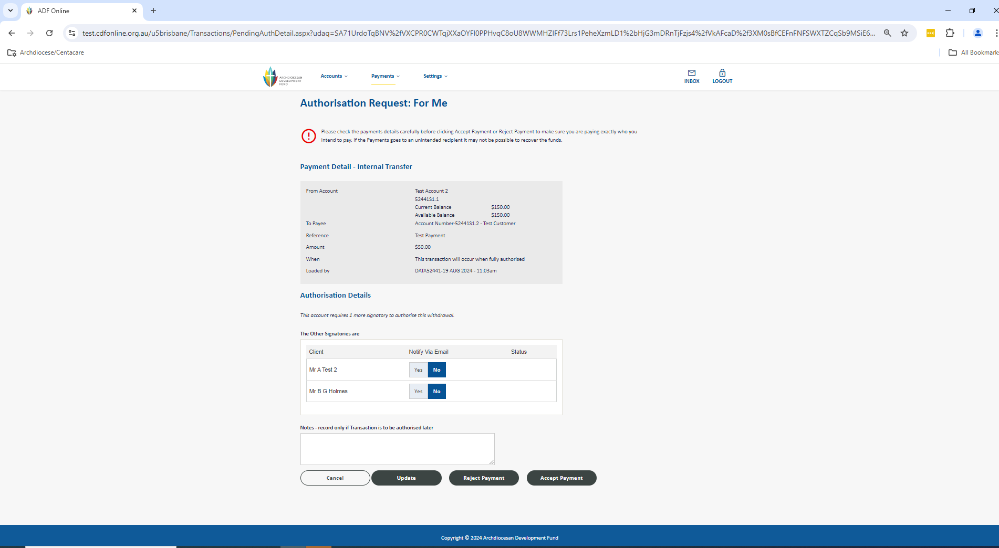 ADF Online
test.cdfonline.org.au/u5brisbane/Transactions/PendingAuthDetail.aspx?udaq=SA71UrdoTqBNV%2fVXCPR0CWTqjXXaOYFI0PPHvqC8oU8WWMHZIFf73Lrs1PeheXzmLD1%2bHjG3mDRnTjFzjs4%2fVkAFcaD%2f3XM0sBfCEFnFNFSWXTZCqSb9MSiE6...
Archdiocese/Centacare
All Bookmarks
ARCHDIOCESAN
DEVELOPMENT
FUND
Accounts
Payments
Settings
INBOX
LOGOUT
Authorisation Request: For Me
Please check the payments details carefully before clicking Accept Payment or Reject Payment to make sure you are paying exactly who you
intend to pay. If the Payments goes to an unintended recipient it may not be possible to recover the funds.
Payment Detail - Internal Transfer
From Account Test Account 2
52441S1.1
Current Balance $150.00
Available Balance $150.00
To Payee Account Number-52441S1.2 - Test Customer
Reference Test Payment
Amount $50.00
When This transaction will occur when fully authorised
Loaded by DATA52441-19 AUG 2024 - 11:03am
Authorisation Details
This account requires 1 more signatory to authorise this withdrawal.
The Other Signatories are
Client Notify Via Email Status
Mr A Test 2 Yes No
Mr B G Holmes Yes No
Notes - record only if Transaction is to be authorised later
Cancel Update Reject Payment Accept Payment
Copyright © 2024 Archdiocesan Development Fund